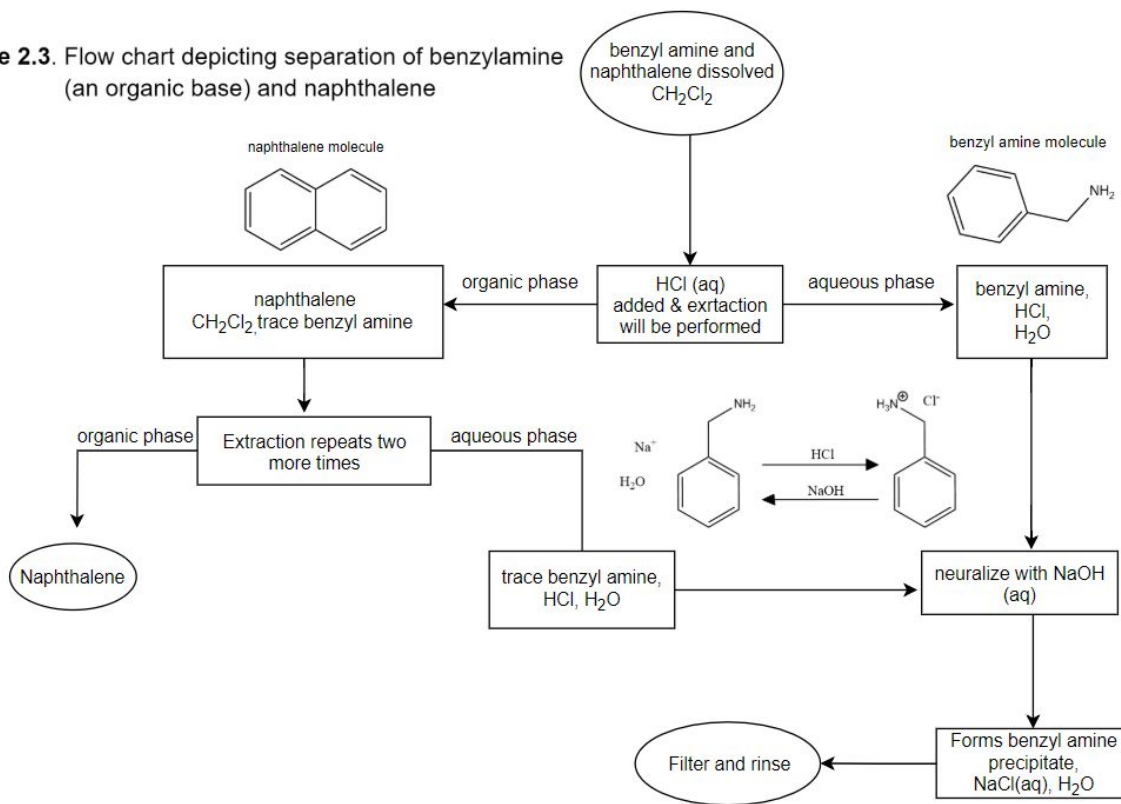 e 2.3. Flow chart depicting separation of benzylamine
(an organic base) and naphthalene
benzyl amine and
naphthalene dissolved
CH₂Cl₂
naphthalene molecule
benzyl amine molecule
NH₂
organic phase
HCl (aq)
added & exrtaction
will be performed
aqueous phase
naphthalene
CH₂Cl₂,trace benzyl amine
benzyl amine,
HCl,
H₂O
organic phase
Extraction repeats two
more times
aqueous phase
Na⁺
H₂O
NH₂
HCl
NaOH
H₃N⊕ Cl⁻
Naphthalene
trace benzyl amine,
HCl, H₂O
neuralize with NaOH
(aq)
Filter and rinse
Forms benzyl amine
precipitate,
NaCl(aq), H₂O